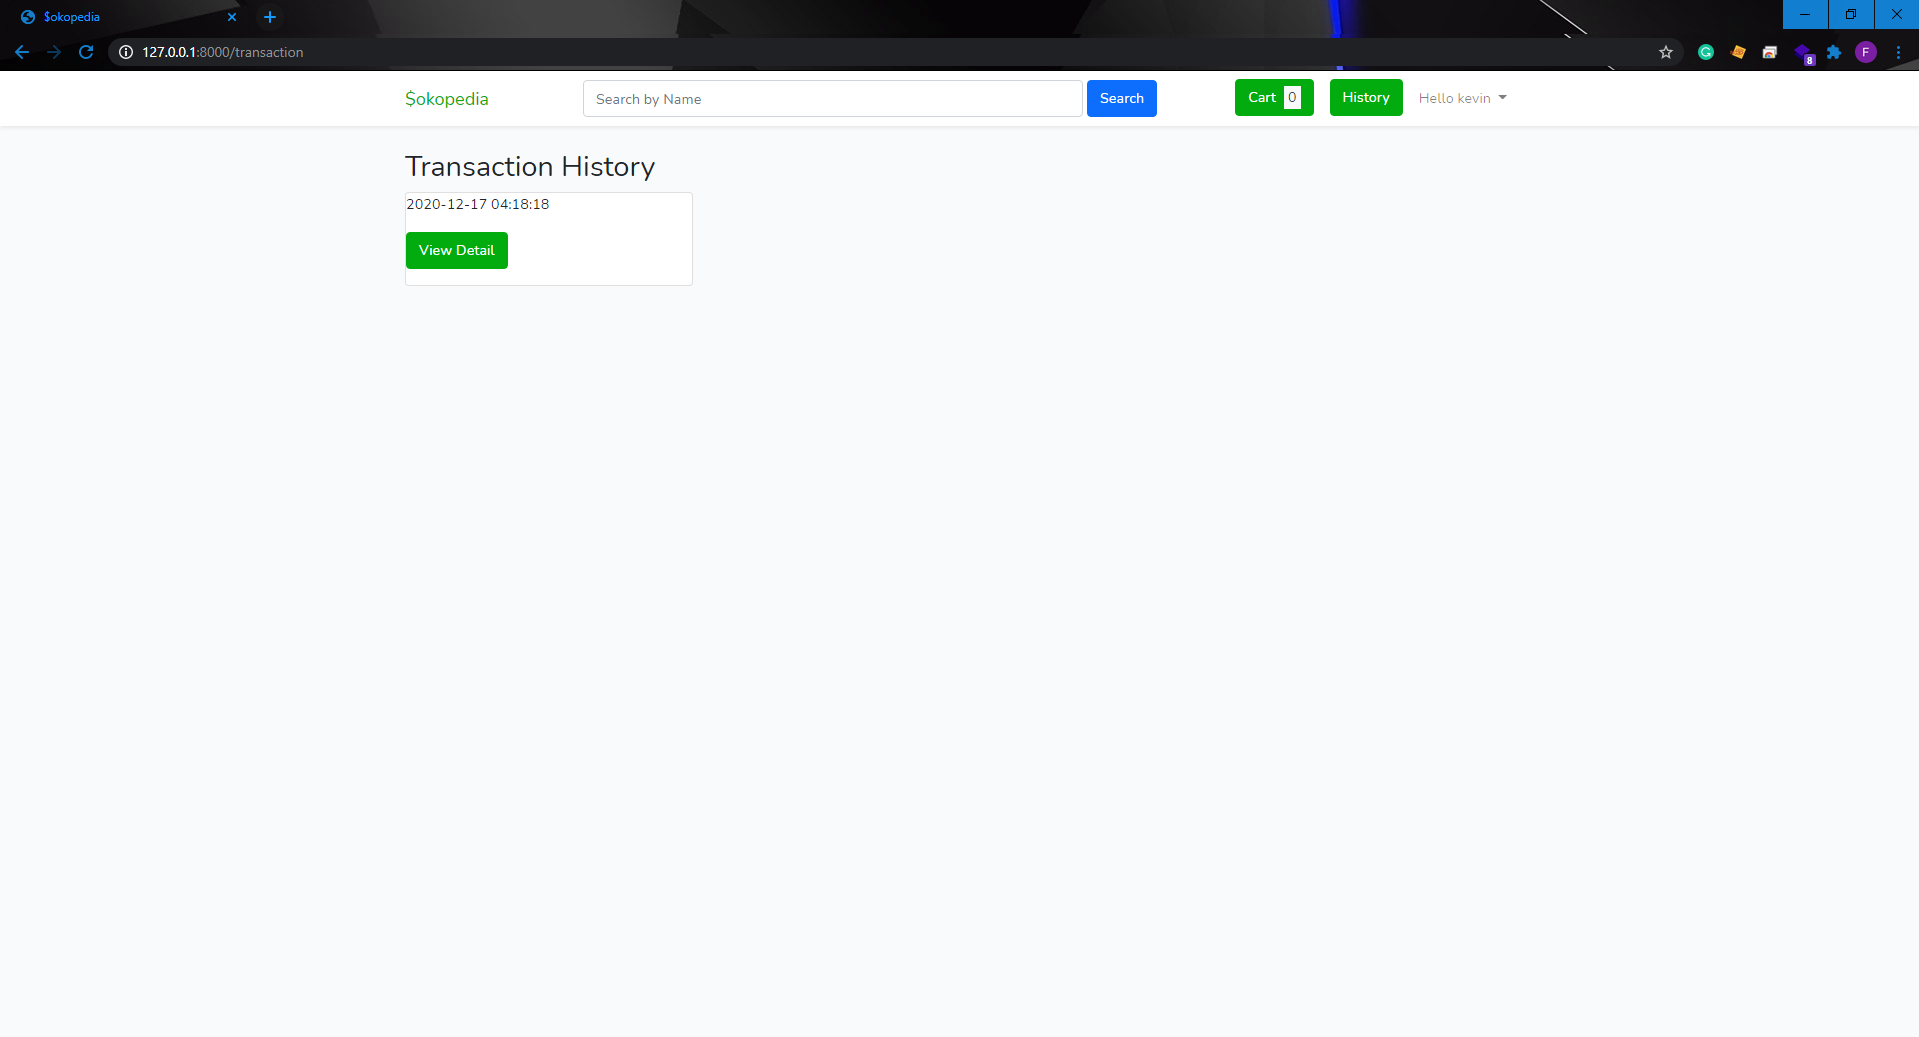 $okopedia
127.0.0.1:8000/transaction
F
8
$okopedia
Search by Name
Search
Cart 0
History
Hello kevin
Transaction History
2020-12-17 04:18:18
View Detail